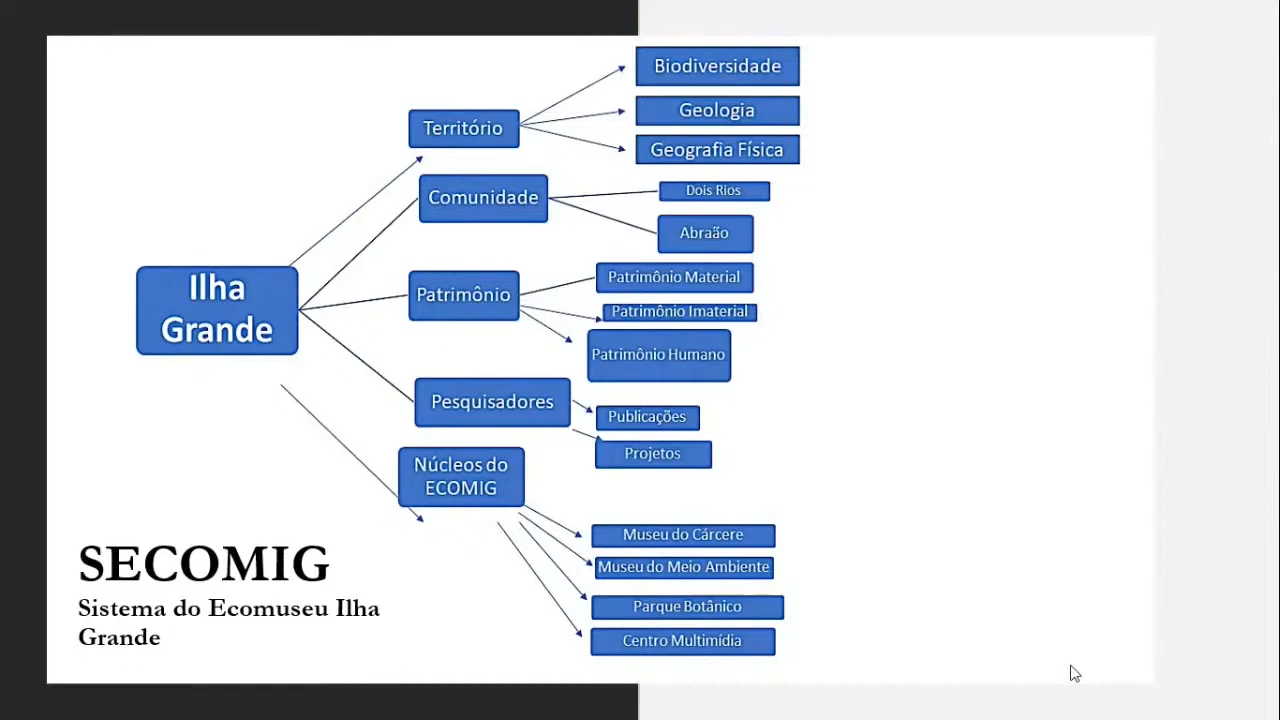 Biodiversidade
Território
Geologia
Geografia Física
Comunidade
Dois Rios
Abraão
Ilha
Grande
Patrimônio
Patrimônio Material
Patrimônio Imaterial
Patrimônio Humano
Pesquisadores
Publicações
Projetos
Núcleos do
ECOMIG
Museu do Cárcere
Museu do Meio Ambiente
Parque Botânico
Centro Multimídia
SECOMIG
Sistema do Ecomuseu Ilha
Grande